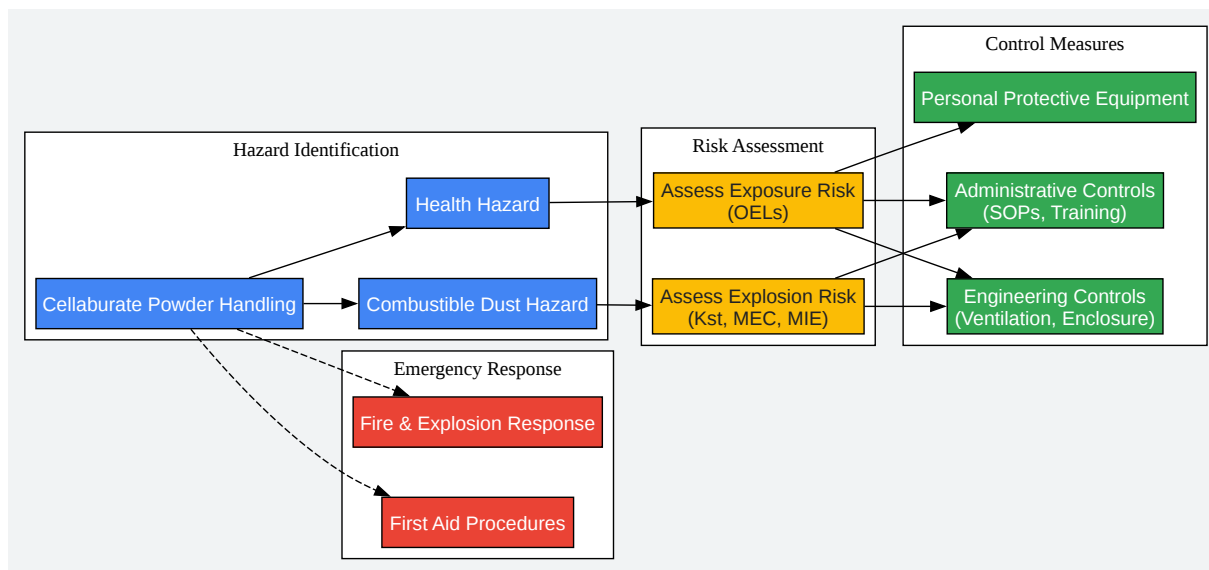 Hazard Identification
Health Hazard
Cellaburate Powder Handling
Combustible Dust Hazard
Risk Assessment
Assess Exposure Risk
(OELs)
Assess Explosion Risk
(Kst, MEC, MIE)
Control Measures
Personal Protective Equipment
Administrative Controls
(SOPs, Training)
Engineering Controls
(Ventilation, Enclosure)
Emergency Response
Fire & Explosion Response
First Aid Procedures